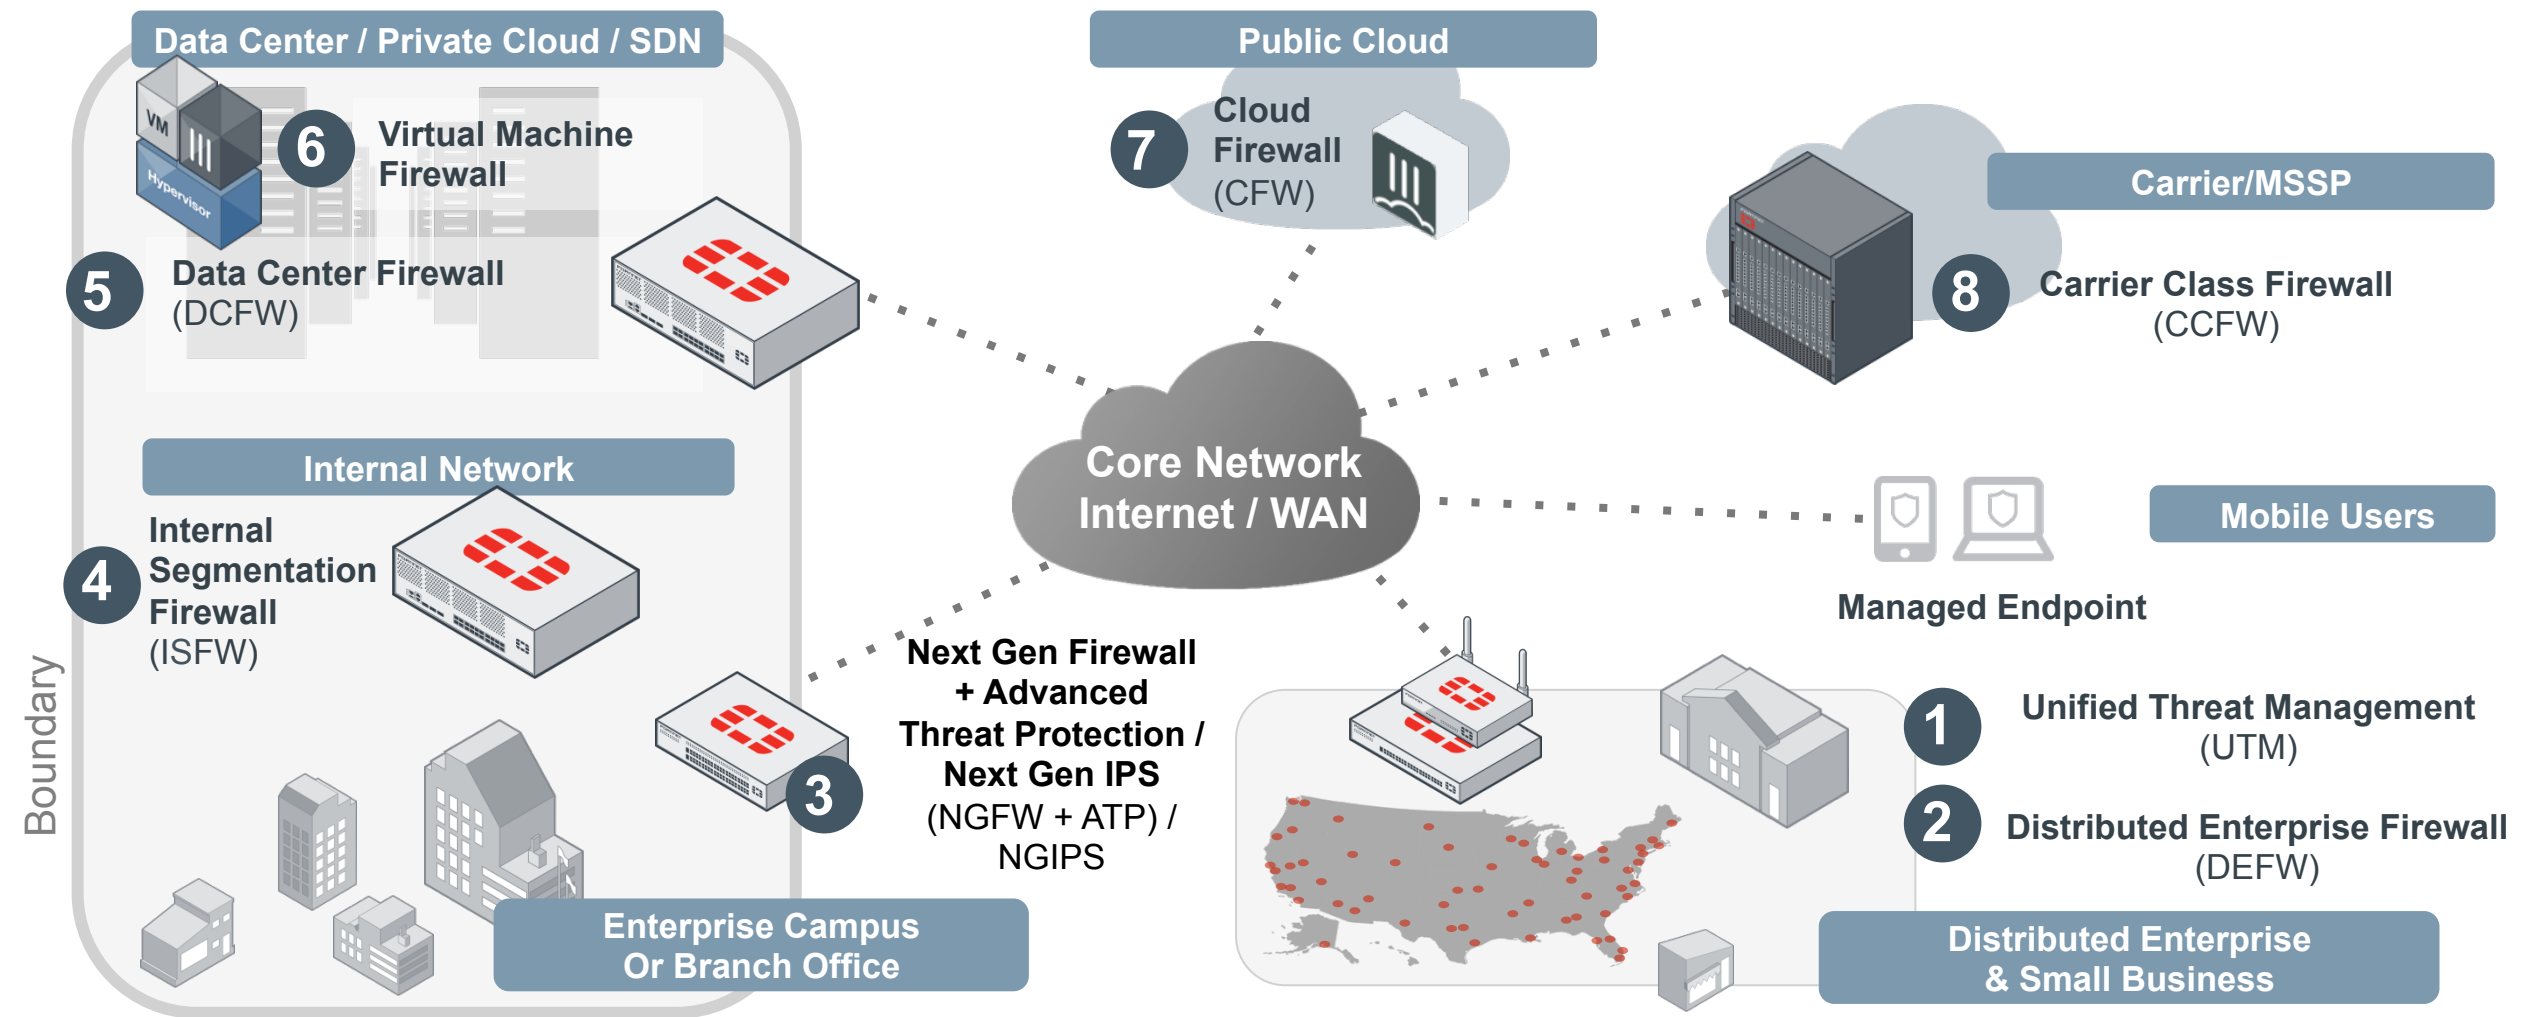 Data Center / Private Cloud / SDN
VM
Hypervisor
6
Virtual Machine
Firewall
5
Data Center Firewall
(DCFW)
Internal Network
4
Internal
Segmentation
Firewall
(ISFW)
Boundary
3
Next Gen Firewall
+ Advanced
Threat Protection /
Next Gen IPS
(NGFW + ATP) /
NGIPS
Enterprise Campus
Or Branch Office
Public Cloud
7
Cloud
Firewall
(CFW)
Core Network
Internet / WAN
Carrier/MSSP
8
Carrier Class Firewall
(CCFW)
Mobile Users
Managed Endpoint
1
Unified Threat Management
(UTM)
2
Distributed Enterprise Firewall
(DEFW)
Distributed Enterprise
& Small Business